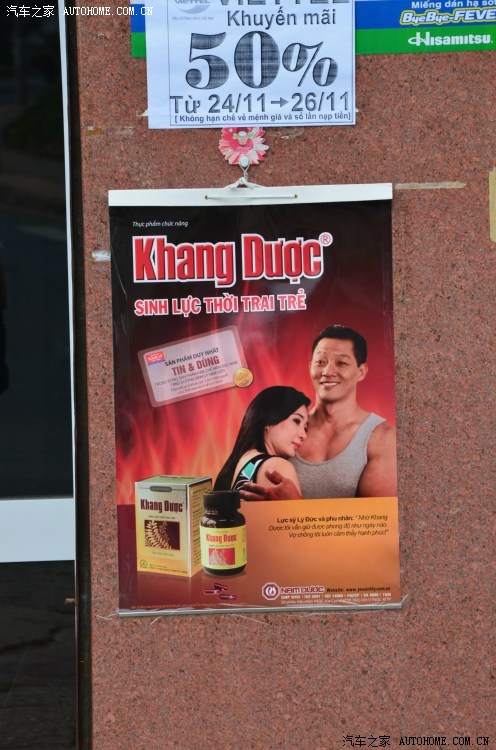 汽车之家 AUTOHOME.COM.CN
VIETTEL
Khuyến mãi
50%
Từ 24/11→26/11
[ Không hạn chế về mệnh giá và số lần nạp tiền]
Miếng dán hạ sốt
ByeBye-FEVER
Hisamitsu.
Thực phẩm chức năng
Khang Dược®
SINH LỰC THỜI TRAI TRẺ
SẢN PHẨM DUY NHẤT
TIN & DÙNG
Khang Dược
Khang Dược
Lực sỹ Lý Đức và phu nhân: " Nhờ Khang
Dược tôi vẫn giữ được phong độ như ngày nào.
Vợ chồng tôi luôn cảm thấy hạnh phúc!"
NAM DƯỢC
汽车之家 AUTOHOME.COM.CN